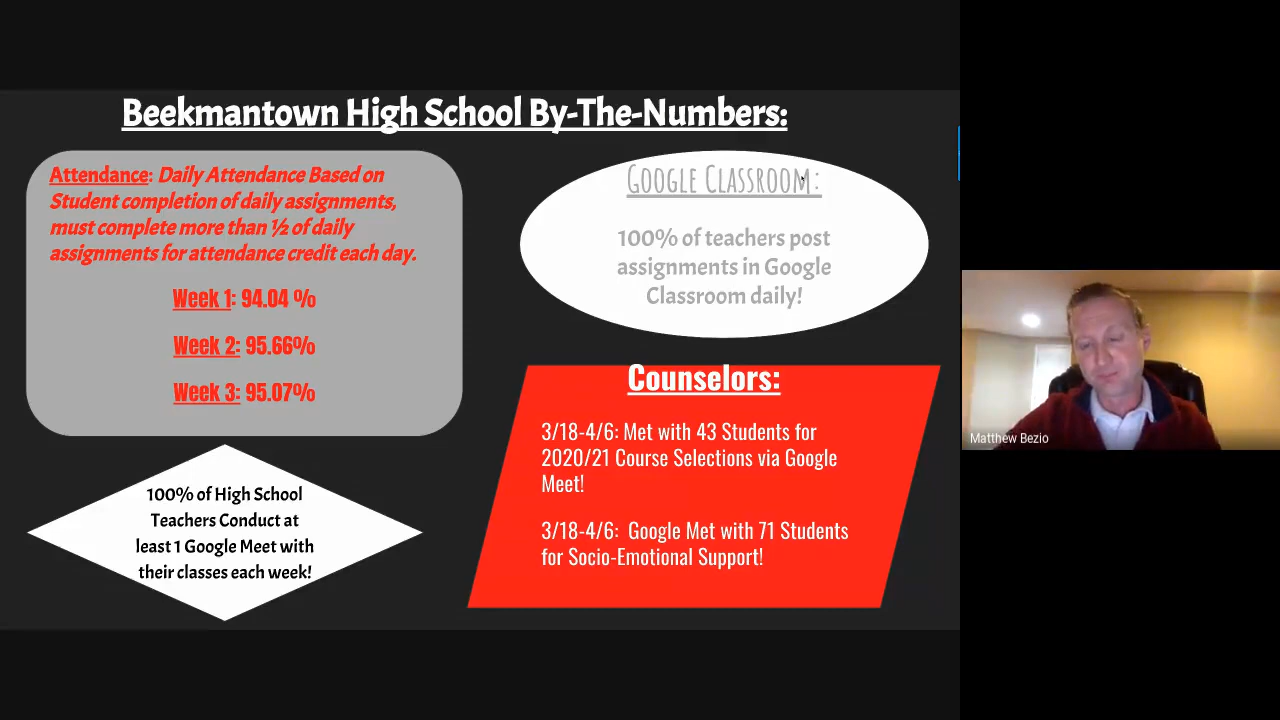 Beekmantown High School By-The-Numbers:
Attendance: Daily Attendance Based on
Student completion of daily assignments,
must complete more than ½ of daily
assignments for attendance credit each day.
Week 1: 94.04 %
Week 2: 95.66%
Week 3: 95.07%
100% of High School
Teachers Conduct at
least 1 Google Meet with
their classes each week!
Google Classroom:
100% of teachers post
assignments in Google
Classroom daily!
Counselors:
3/18-4/6: Met with 43 Students for
2020/21 Course Selections via Google
Meet!
3/18-4/6: Google Met with 71 Students
for Socio-Emotional Support!
Matthew Bezio